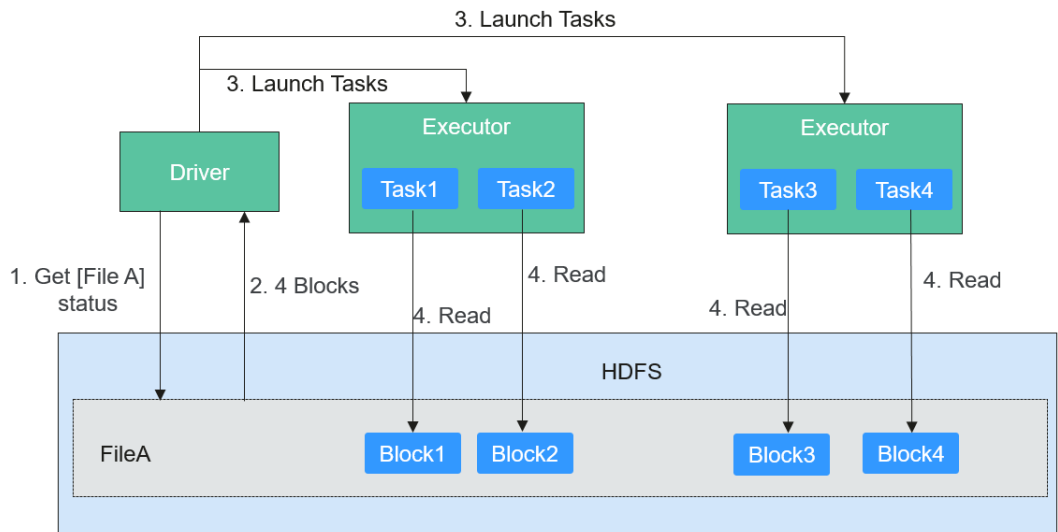 3. Launch Tasks
3. Launch Tasks
Executor
Executor
Driver
Task1
Task2
Task3
Task4
1. Get [File A]
status
2. 4 Blocks
4. Read
4. Read
4. Read
4. Read
HDFS
FileA
Block1
Block2
Block3
Block4